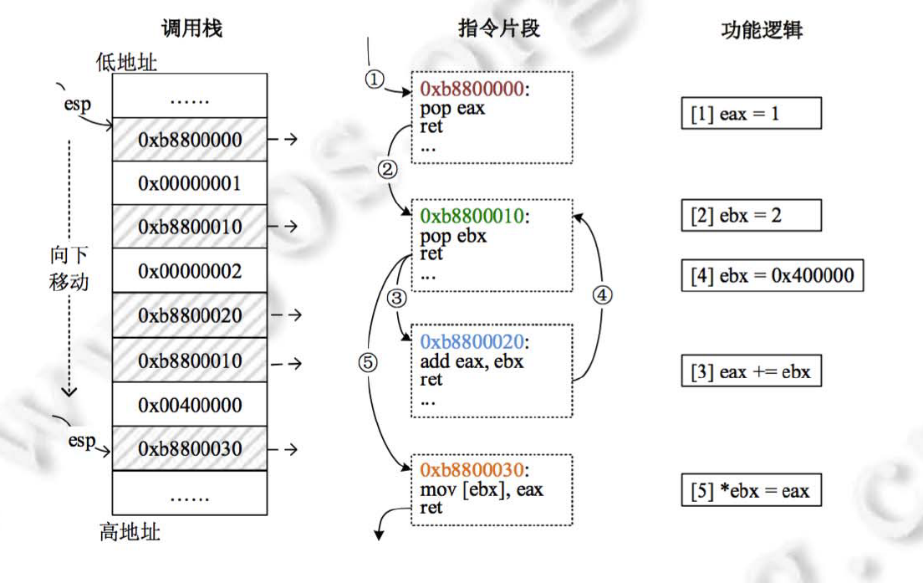 调用栈
指令片段
功能逻辑
低地址
esp
向下
移动
esp
高地址
......
0xb8800000
0x00000001
0xb8800010
0x00000002
0xb8800020
0xb8800010
0x00400000
0xb8800030
......
①
0xb8800000:
pop eax
ret
...
②
0xb8800010:
pop ebx
ret
...
③
④
0xb8800020:
add eax, ebx
ret
...
⑤
0xb8800030:
mov [ebx], eax
ret
[1] eax = 1
[2] ebx = 2
[4] ebx = 0x400000
[3] eax += ebx
[5] *ebx = eax